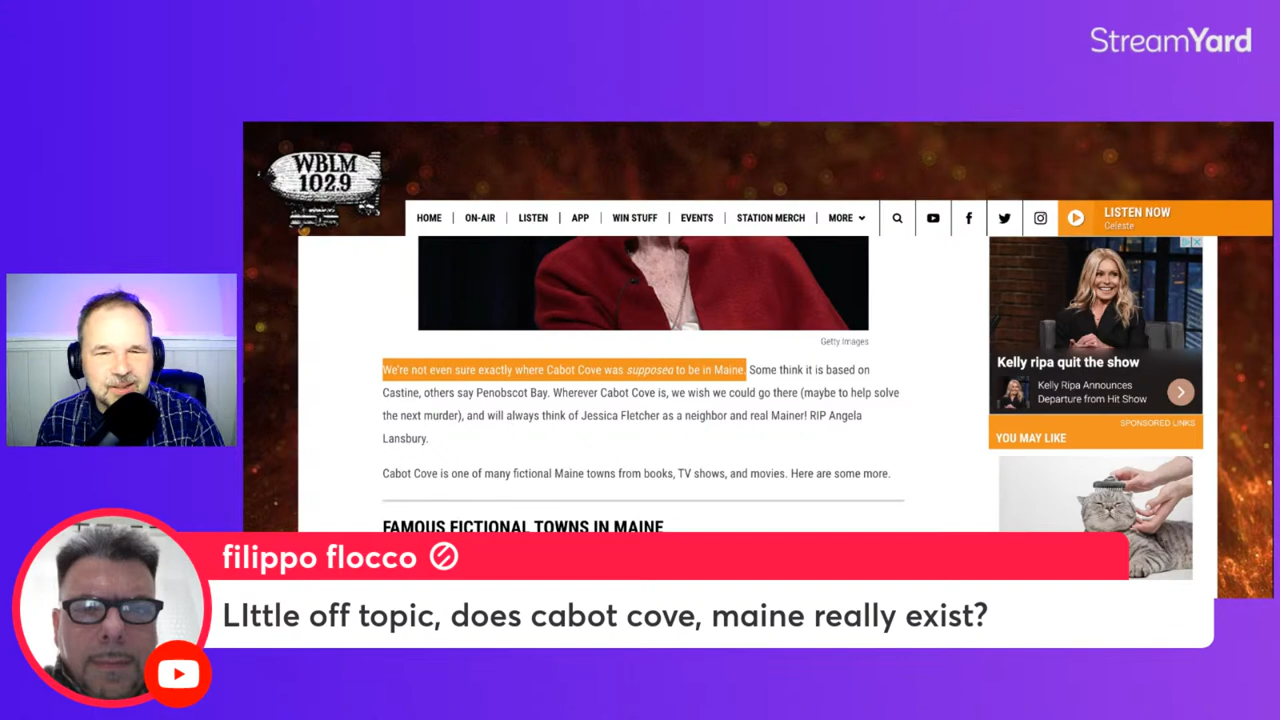 StreamYard
WBLM
102.9
HOME
ON-AIR
LISTEN
APP
WIN STUFF
EVENTS
STATION MERCH
MORE
LISTEN NOW
Celeste
Getty Images
We're not even sure exactly where Cabot Cove was supposed to be in Maine. Some think it is based on
Castine, others say Penobscot Bay. Wherever Cabot Cove is, we wish we could go there (maybe to help solve
the next murder), and will always think of Jessica Fletcher as a neighbor and real Mainer! RIP Angela
Lansbury.
Cabot Cove is one of many fictional Maine towns from books, TV shows, and movies. Here are some more.
FAMOUS FICTIONAL TOWNS IN MAINE
Kelly ripa quit the show
Kelly Ripa Announces
Departure from Hit Show
SPONSORED LINKS
YOU MAY LIKE
filippo flocco
LIttle off topic, does cabot cove, maine really exist?